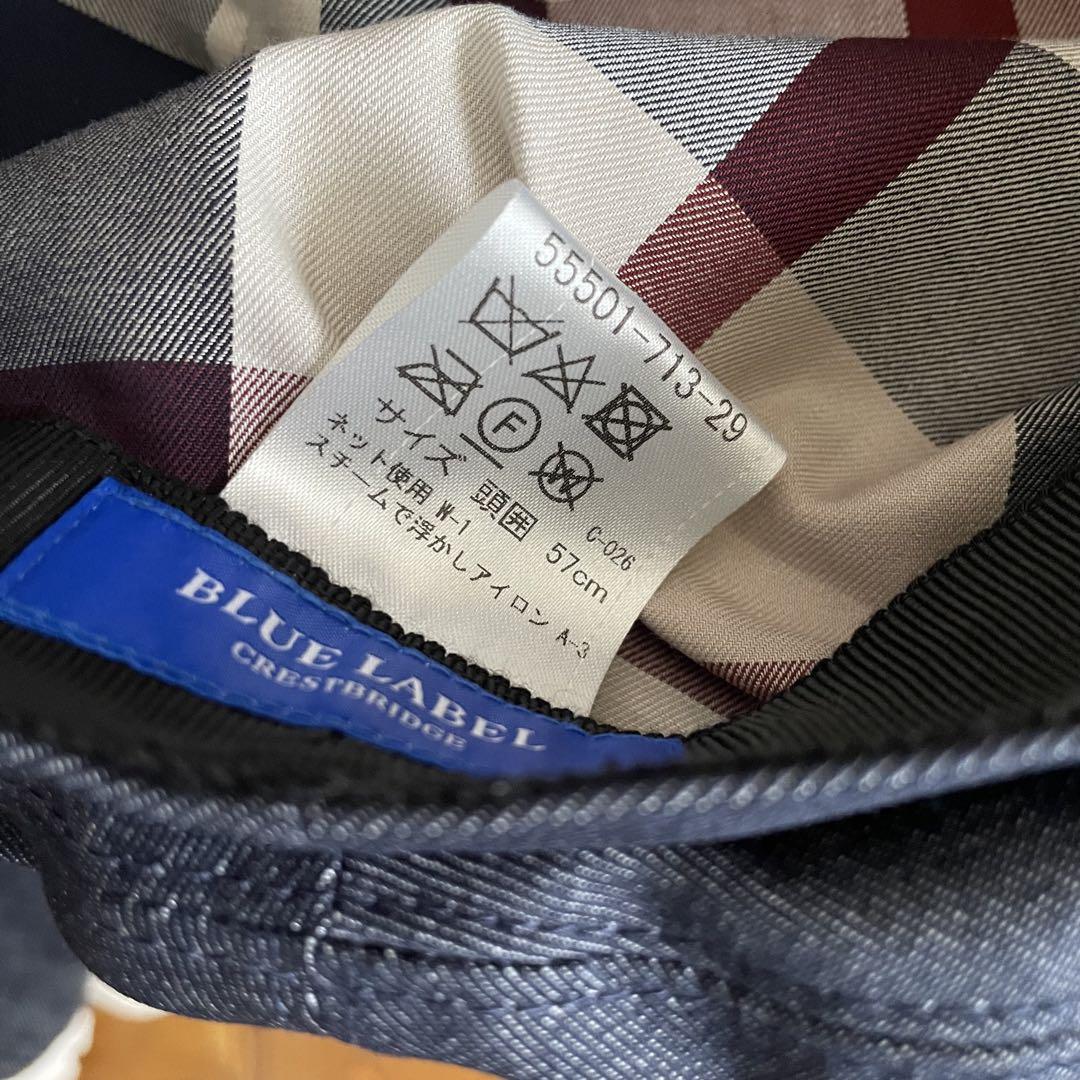 55501-713-29
F
W
サイズ 頭囲 57cm
ネット使用 W-1 C-026
スチームで浮かしアイロン A-3
BLUE LABEL
CRESTBRIDGE